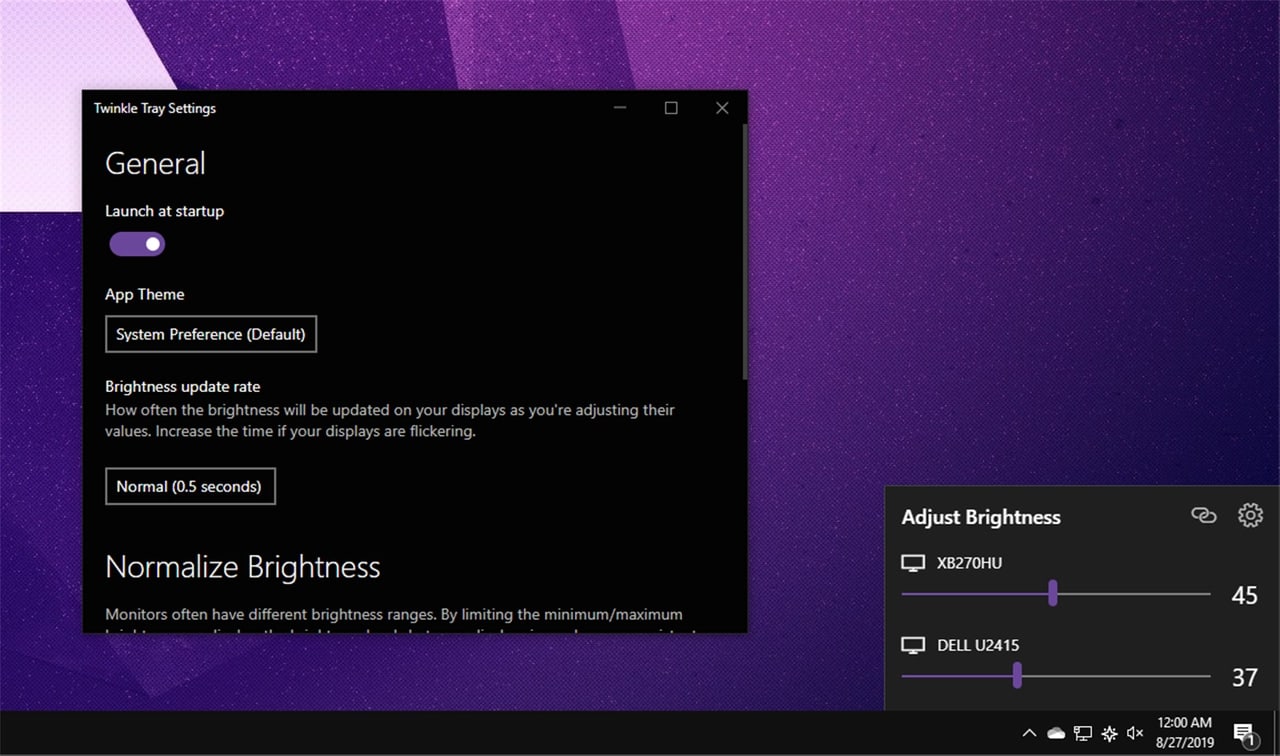 Twinkle Tray Settings
General
Launch at startup
App Theme
System Preference (Default)
Brightness update rate
How often the brightness will be updated on your displays as you're adjusting their
values. Increase the time if your displays are flickering.
Normal (0.5 seconds)
Normalize Brightness
Monitors often have different brightness ranges. By limiting the minimum/maximum
Adjust Brightness
XB270HU
45
DELL U2415
37
12:00 AM
8/27/2019
1